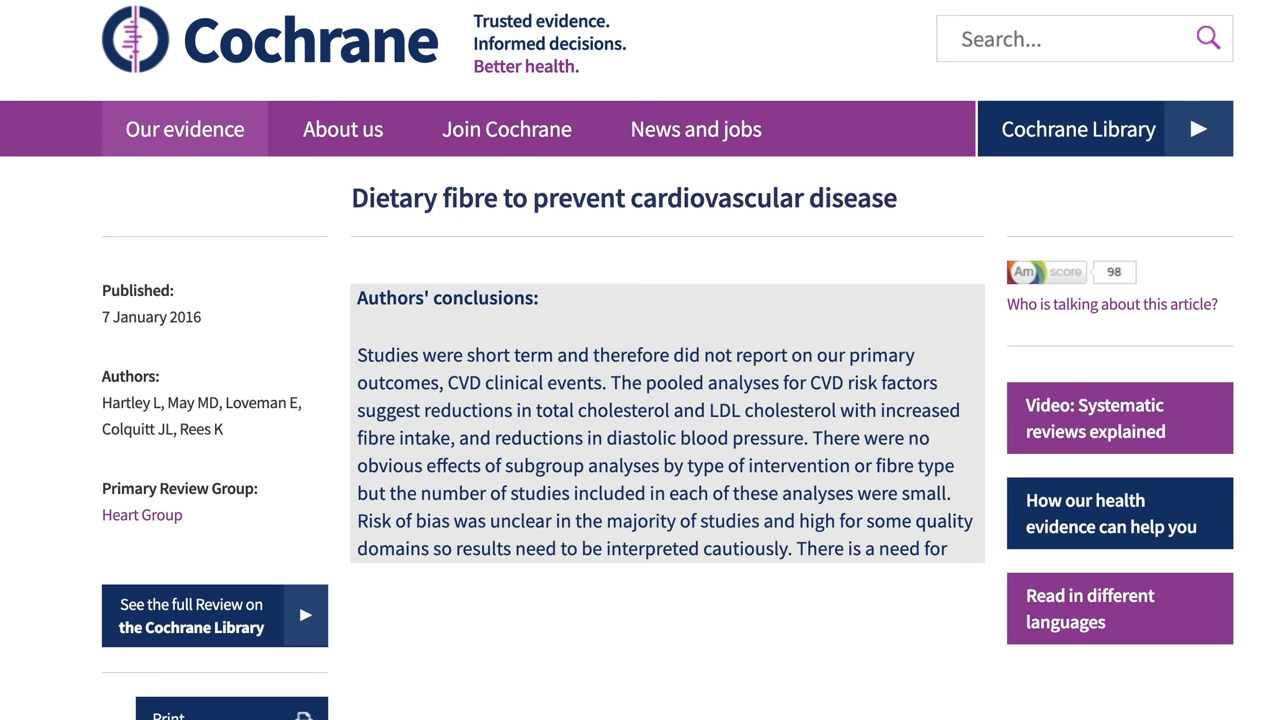 Cochrane
Trusted evidence.
Informed decisions.
Better health.
Search...
Our evidence
About us
Join Cochrane
News and jobs
Cochrane Library
Dietary fibre to prevent cardiovascular disease
Published:
7 January 2016
Authors:
Hartley L, May MD, Loveman E,
Colquitt JL, Rees K
Primary Review Group:
Heart Group
See the full Review on
the Cochrane Library
Print
Authors' conclusions:
Studies were short term and therefore did not report on our primary
outcomes, CVD clinical events. The pooled analyses for CVD risk factors
suggest reductions in total cholesterol and LDL cholesterol with increased
fibre intake, and reductions in diastolic blood pressure. There were no
obvious effects of subgroup analyses by type of intervention or fibre type
but the number of studies included in each of these analyses were small.
Risk of bias was unclear in the majority of studies and high for some quality
domains so results need to be interpreted cautiously. There is a need for
Am score 98
Who is talking about this article?
Video: Systematic
reviews explained
How our health
evidence can help you
Read in different
languages